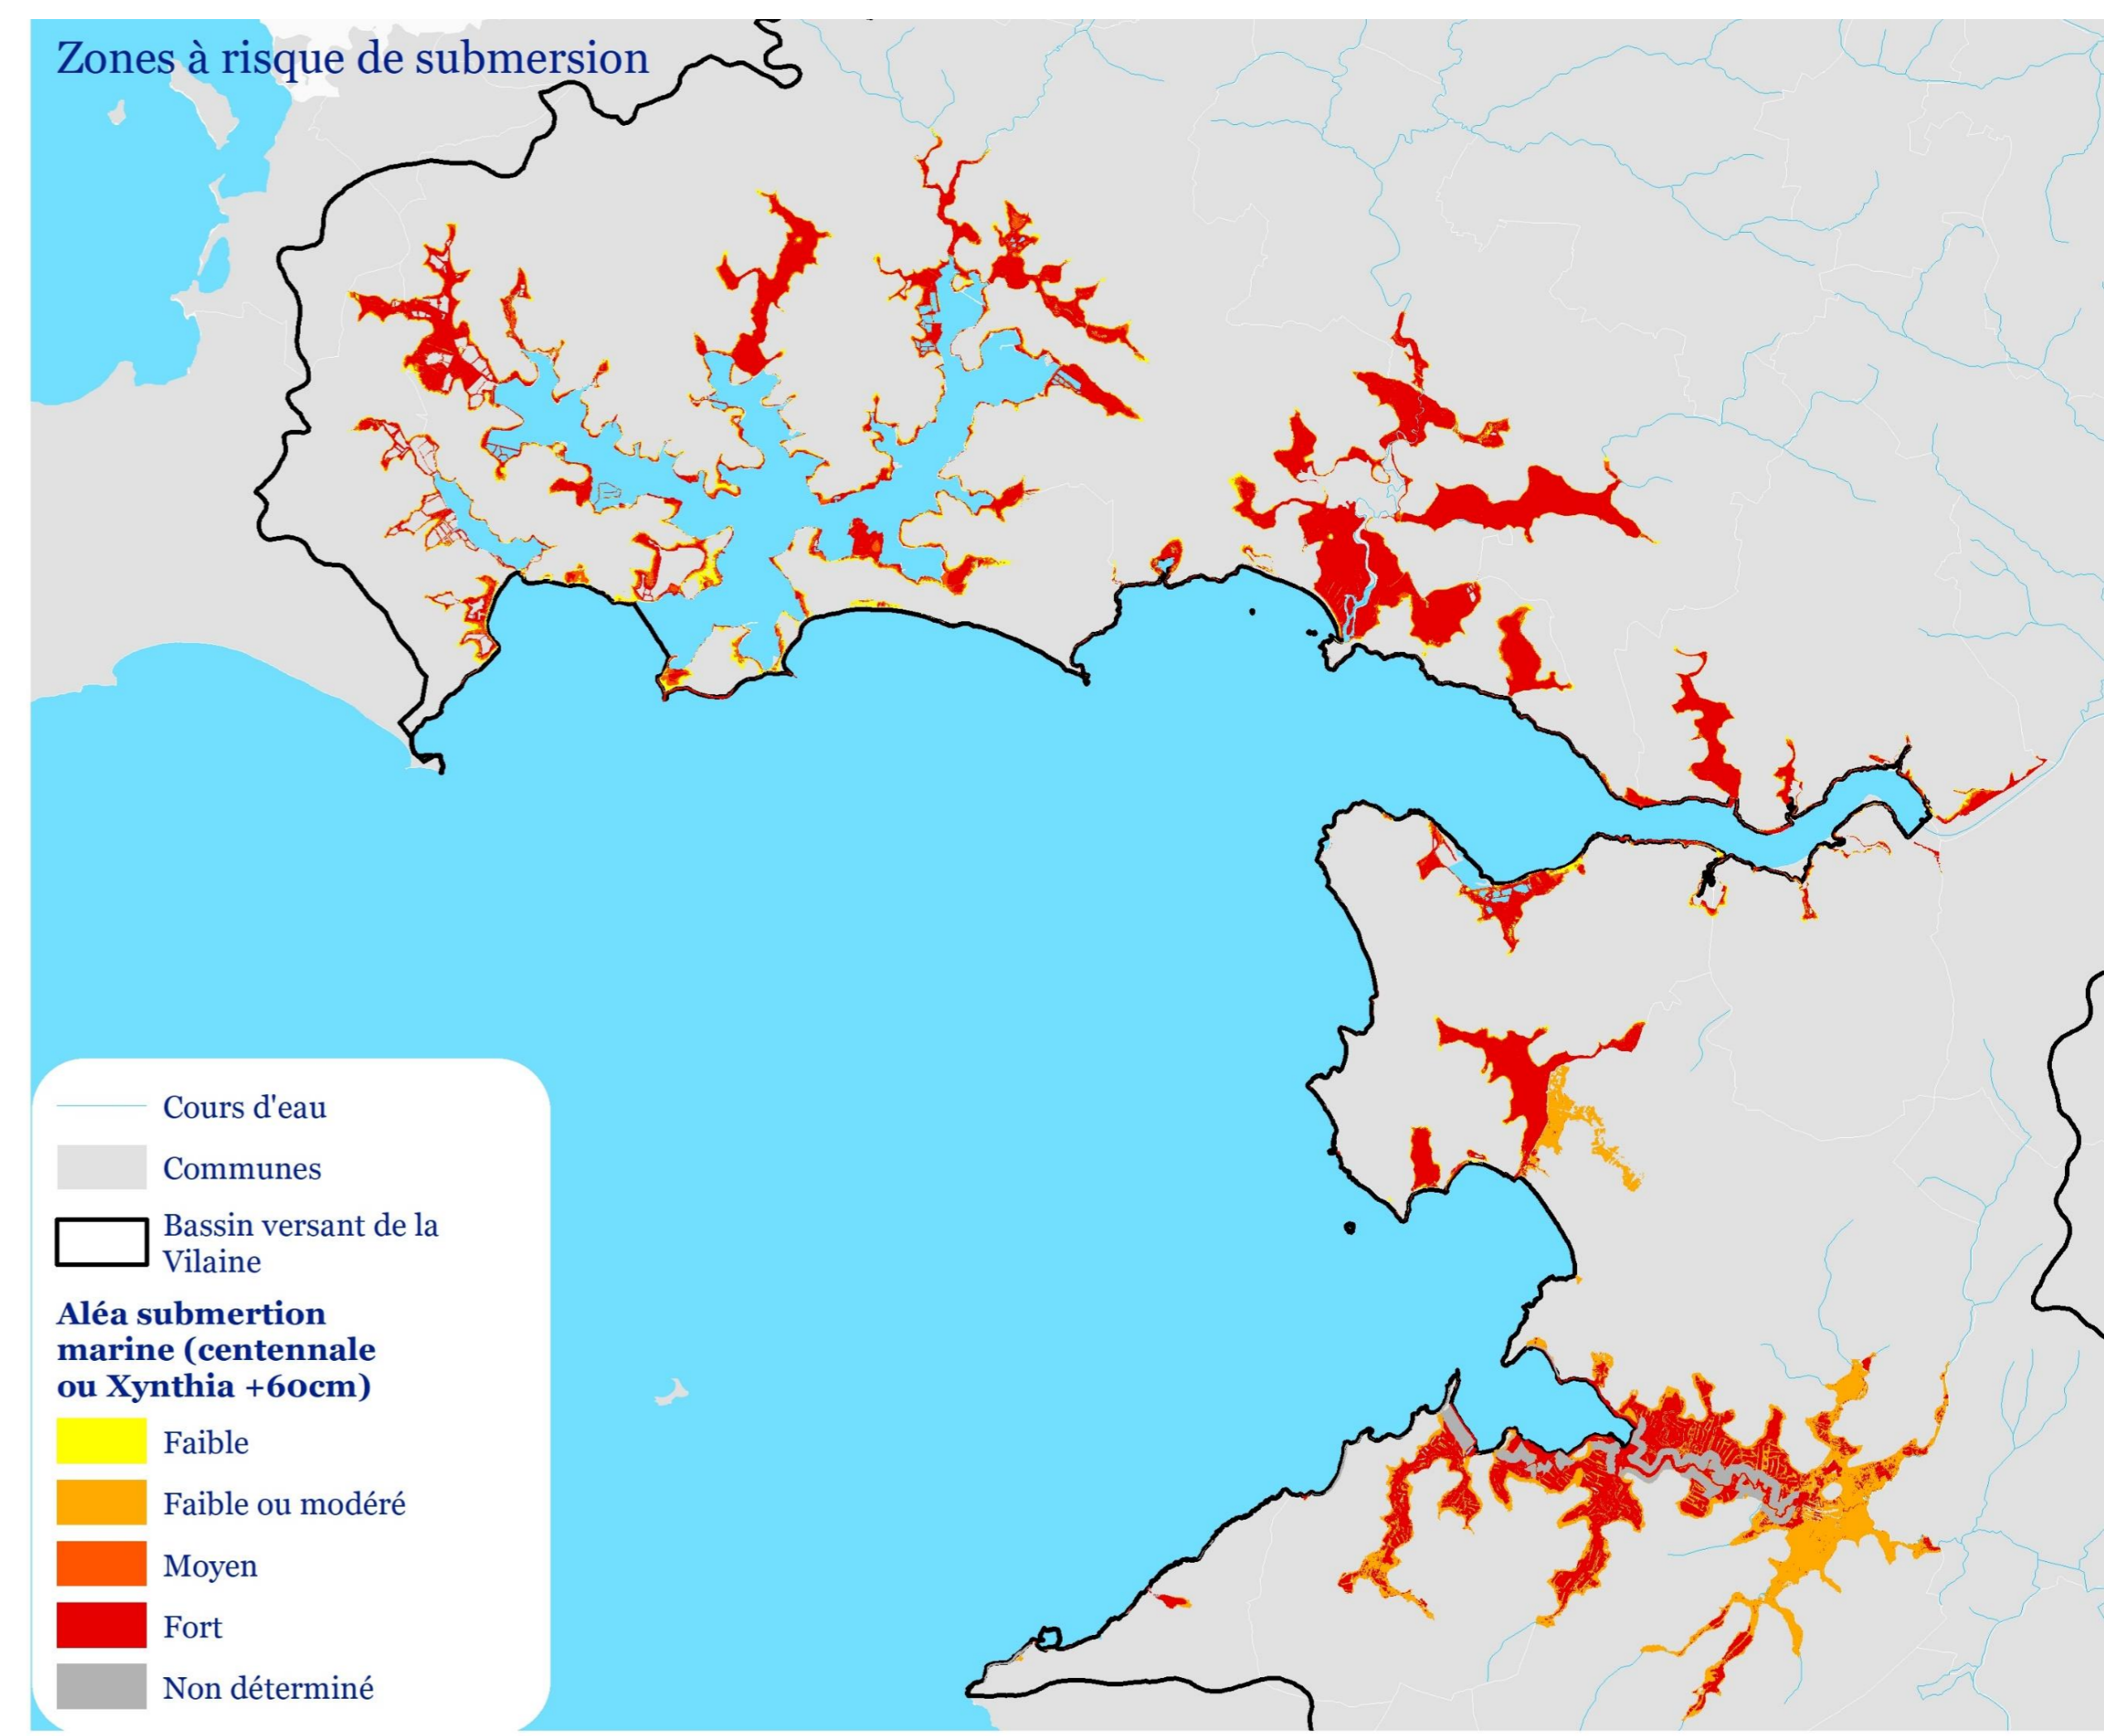 Zones à risque de submersion
Cours d'eau
Communes
Bassin versant de la
Vilaine
Aléa submertion
marine (centennale
ou Xynthia +60cm)
Faible
Faible ou modéré
Moyen
Fort
Non déterminé